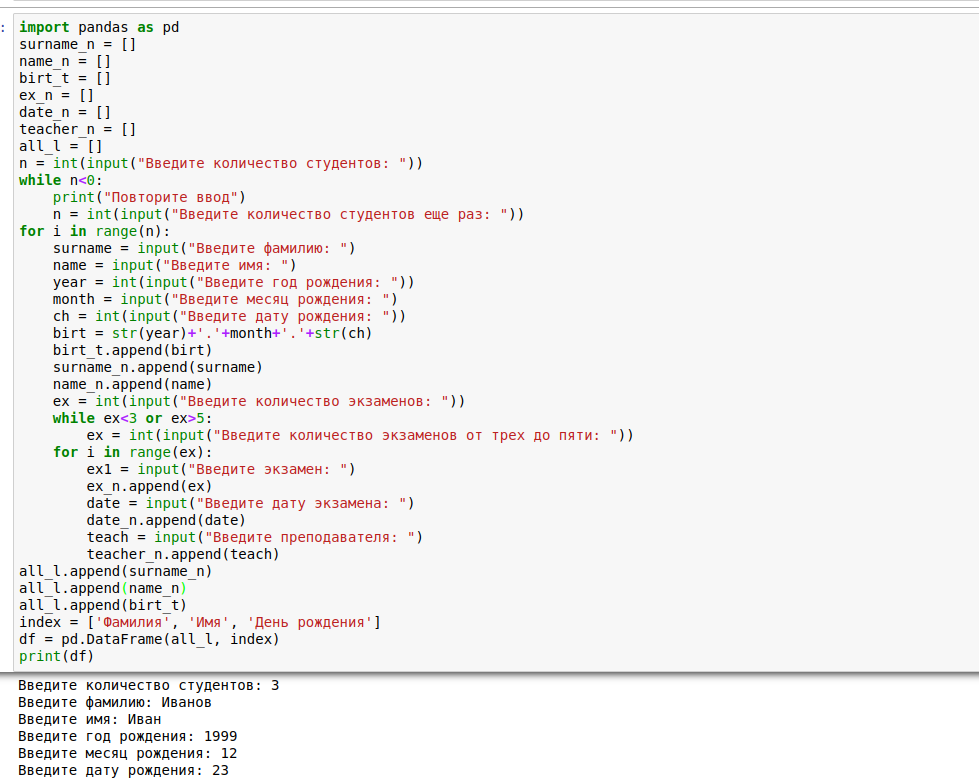 :
import pandas as pd
surname_n = []
name_n = []
birt_t = []
ex_n = []
date_n = []
teacher_n = []
all_l = []
n = int(input("Введите количество студентов: "))
while n<0:
    print("Повторите ввод")
    n = int(input("Введите количество студентов еще раз: "))
for i in range(n):
    surname = input("Введите фамилию: ")
    name = input("Введите имя: ")
    year = int(input("Введите год рождения: "))
    month = input("Введите месяц рождения: ")
    ch = int(input("Введите дату рождения: "))
    birt = str(year)+'.'+month+'.'+str(ch)
    birt_t.append(birt)
    surname_n.append(surname)
    name_n.append(name)
    ex = int(input("Введите количество экзаменов: "))
    while ex<3 or ex>5:
        ex = int(input("Введите количество экзаменов от трех до пяти: "))
    for i in range(ex):
        ex1 = input("Введите экзамен: ")
        ex_n.append(ex)
        date = input("Введите дату экзамена: ")
        date_n.append(date)
        teach = input("Введите преподавателя: ")
        teacher_n.append(teach)
all_l.append(surname_n)
all_l.append(name_n)
all_l.append(birt_t)
index = ['Фамилия', 'Имя', 'День рождения']
df = pd.DataFrame(all_l, index)
print(df)
Введите количество студентов: 3
Введите фамилию: Иванов
Введите имя: Иван
Введите год рождения: 1999
Введите месяц рождения: 12
Введите дату рождения: 23